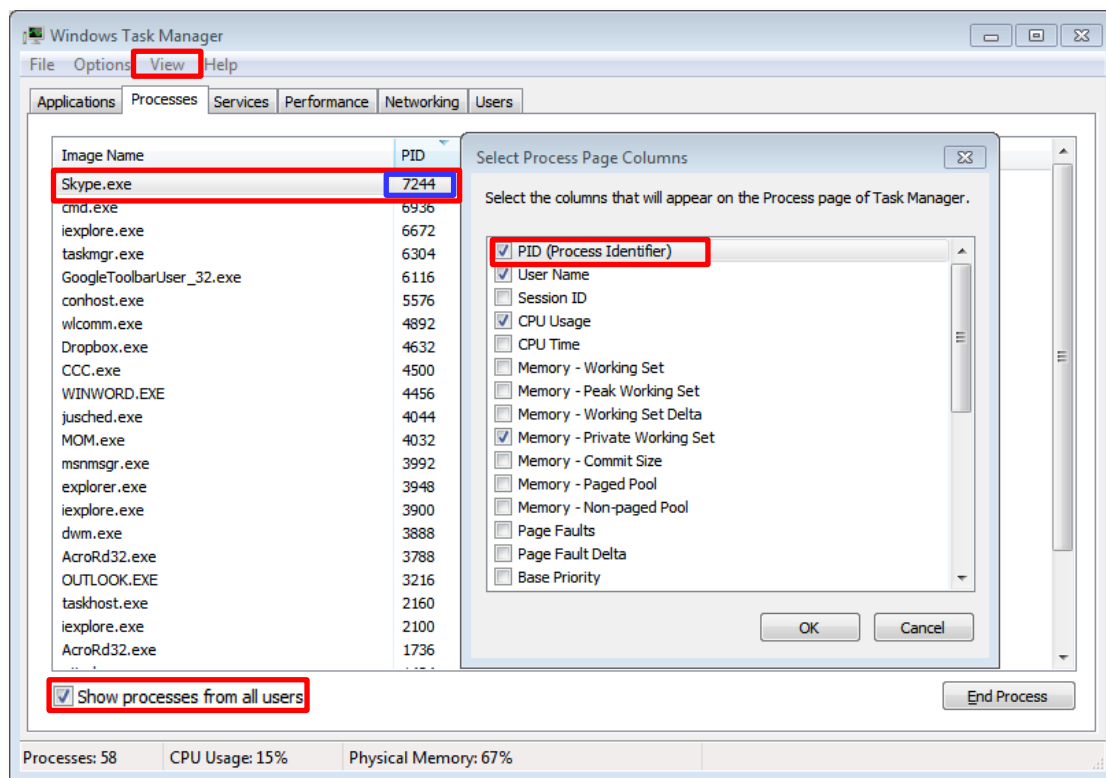 Windows Task Manager
File Options View Help
Applications Processes Services Performance Networking Users
Image Name PID
Skype.exe 7244
cmd.exe 6936
iexplore.exe 6672
taskmgr.exe 6304
GoogleToolbarUser_32.exe 6116
conhost.exe 5576
wlcomm.exe 4892
Dropbox.exe 4632
CCC.exe 4500
WINWORD.EXE 4456
jusched.exe 4044
MOM.exe 4032
msnmsgr.exe 3992
explorer.exe 3948
iexplore.exe 3900
dwm.exe 3888
AcroRd32.exe 3788
OUTLOOK.EXE 3216
taskhost.exe 2160
iexplore.exe 2100
AcroRd32.exe 1736
Select Process Page Columns
Select the columns that will appear on the Process page of Task Manager.
PID (Process Identifier)
User Name
Session ID
CPU Usage
CPU Time
Memory - Working Set
Memory - Peak Working Set
Memory - Working Set Delta
Memory - Private Working Set
Memory - Commit Size
Memory - Paged Pool
Memory - Non-paged Pool
Page Faults
Page Fault Delta
Base Priority
OK Cancel
Show processes from all users
End Process
Processes: 58 CPU Usage: 15% Physical Memory: 67%